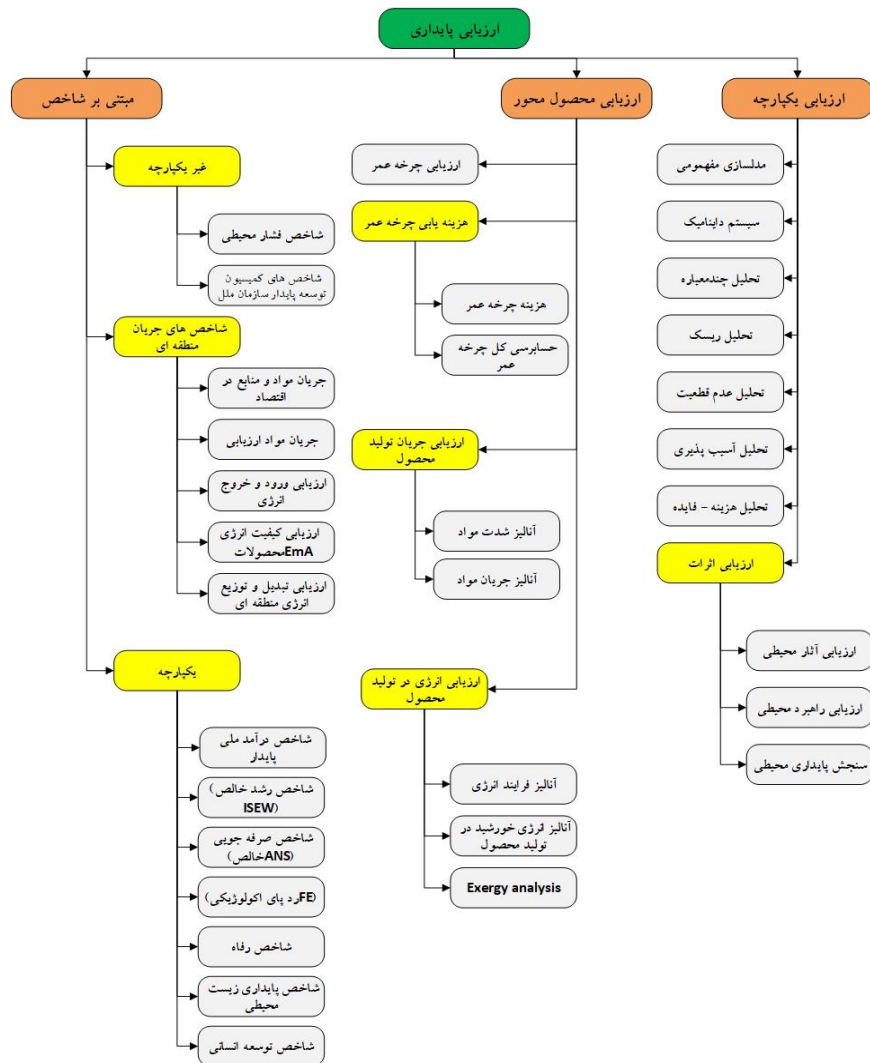 ارزیابی پایداری
ارزیابی یکپارچه
مدلسازی مفهمومی
سیستم داینامیک
تحلیل چندمعیاره
تحلیل ریسک
تحلیل عدم قطعیت
تحلیل آسیب پذیری
تحلیل هزینه - فایده
ارزیابی اثرات
ارزیابی آثار محیطی
ارزیابی راهبرد محیطی
سنجش پایداری محیطی
ارزیابی محصول محور
ارزیابی چرخه عمر
هزینه یابی چرخه عمر
هزینه چرخه عمر
حسابرسی کل چرخه
عمر
ارزیابی جریان تولید
محصول
آنالیز شدت مواد
آنالیز جریان مواد
ارزیابی انرژی در تولید
محصول
آنالیز فرایند انرژی
آنالیز انرژی خورشید در
تولید محصول
Exergy analysis
مبتنی بر شاخص
غیر یکپارچه
شاخص فشار محیطی
شاخص های کمیسیون
توسعه پایدار سازمان ملل
شاخص های جریان
منطقه ای
جریان مواد و منابع در
اقتصاد
جریان مواد ارزیابی
ارزیابی ورود و خروج
انرژی
ارزیابی کیفیت انرژی
EmAمحصولات
ارزیابی تبدیل و توزیع
انرژی منطقه ای
یکپارچه
شاخص درآمد ملی
پایدار
شاخص رشد خالص)
(ISEW
شاخص صرفه جویی
(ANSخالص)
(FEرد پای اکولوژیکی)
شاخص رفاه
شاخص پایداری زیست
محیطی
شاخص توسعه انسانی